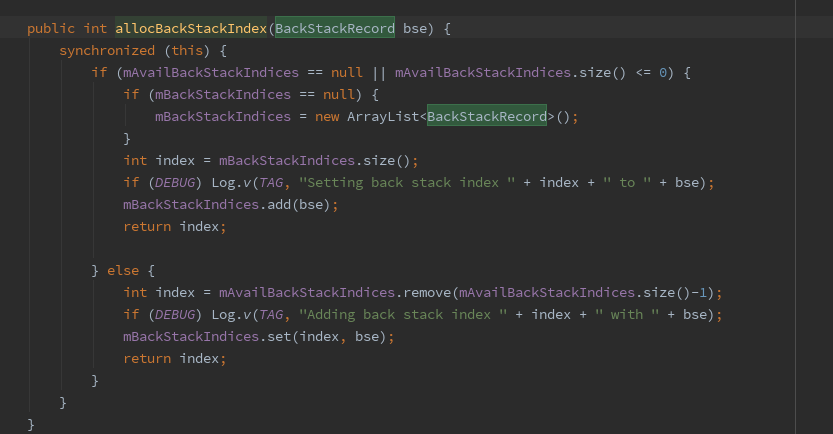 public int allocBackStackIndex(BackStackRecord bse) {
    synchronized (this) {
        if (mAvailBackStackIndices == null || mAvailBackStackIndices.size() <= 0) {
            if (mBackStackIndices == null) {
                mBackStackIndices = new ArrayList<BackStackRecord>();
            }
            int index = mBackStackIndices.size();
            if (DEBUG) Log.v(TAG, "Setting back stack index " + index + " to " + bse);
            mBackStackIndices.add(bse);
            return index;

        } else {
            int index = mAvailBackStackIndices.remove(mAvailBackStackIndices.size()-1);
            if (DEBUG) Log.v(TAG, "Adding back stack index " + index + " with " + bse);
            mBackStackIndices.set(index, bse);
            return index;
        }
    }
}